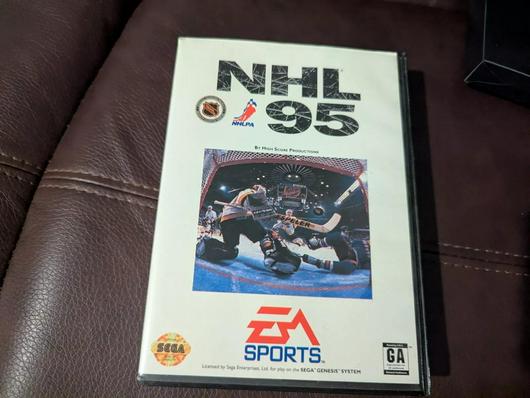 NHL
NHLPA
95
BY HIGH SCORE PRODUCTIONS
EA
SPORTS
SEGA
GA
Licensed by Sega Enterprises, Ltd. for play on the SEGA GENESIS SYSTEM